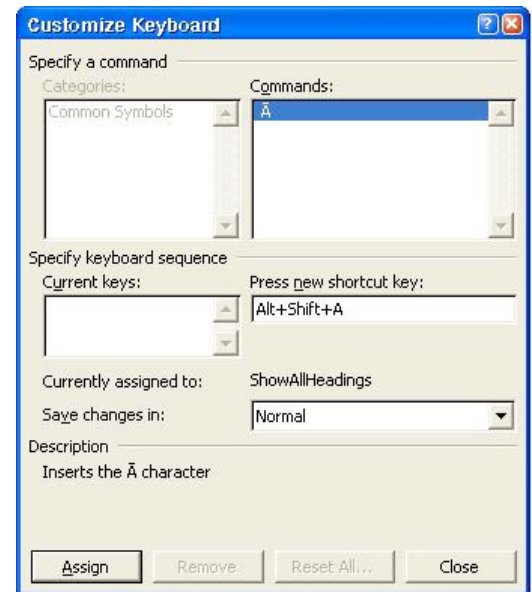 Customize Keyboard
Specify a command
Categories: Commands:
Common Symbols Ā
Specify keyboard sequence
Current keys: Press new shortcut key:
Alt+Shift+A
Currently assigned to: ShowAllHeadings
Save changes in: Normal
Description
Inserts the Ā character
Assign Remove Reset All... Close